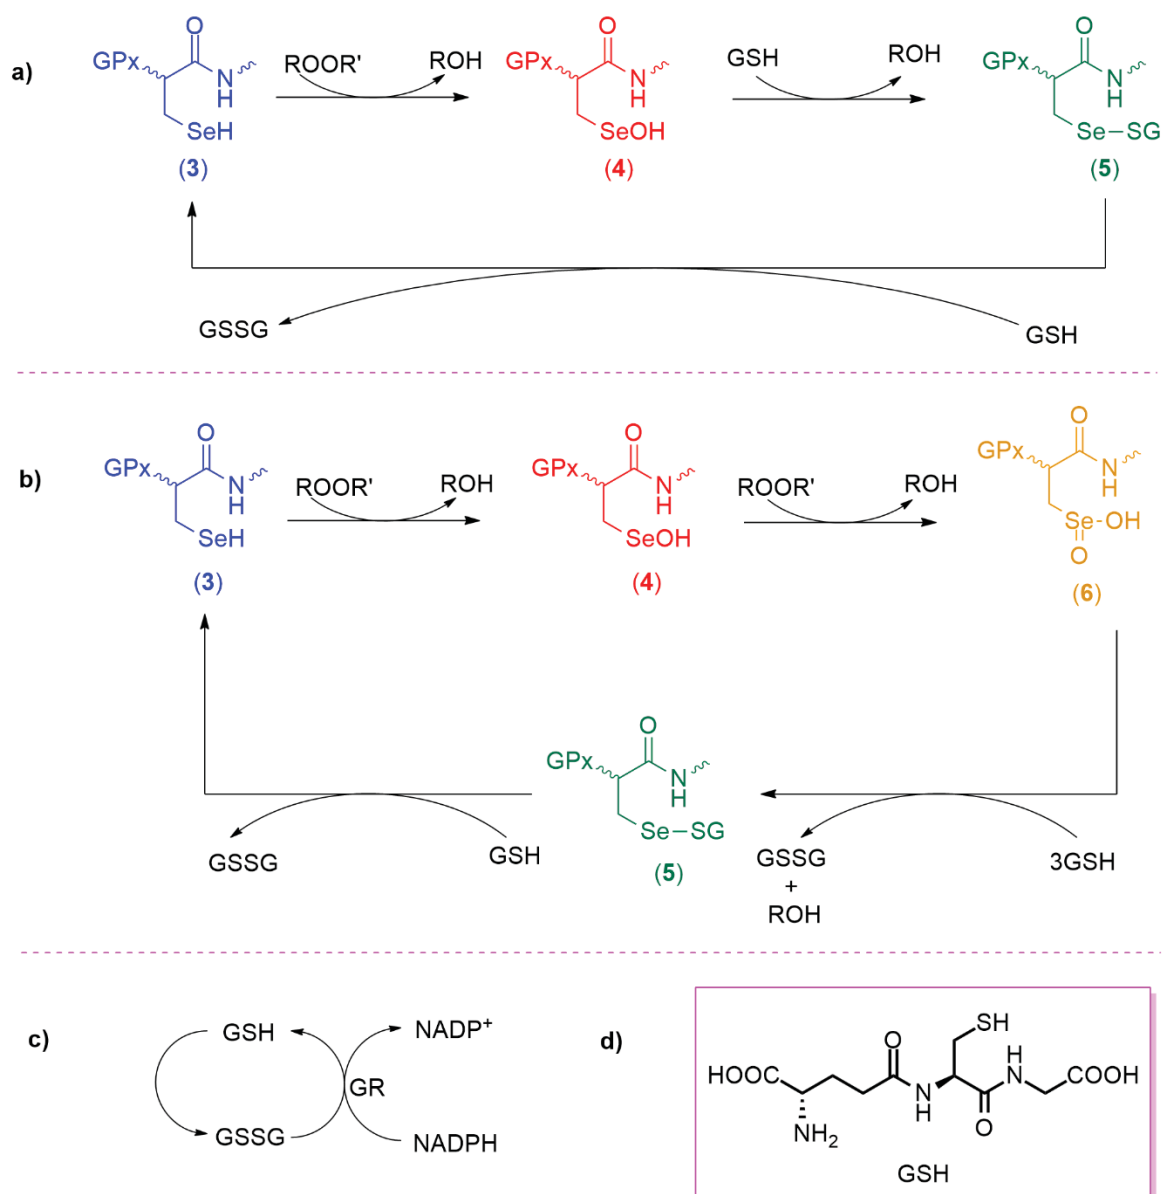 a)
GPx
O
N
H
SeH
(3)
ROOR' ROH
GPx
O
N
H
SeOH
(4)
GSH ROH
GPx
O
N
H
Se–SG
(5)
GSSG
GSH
b)
GPx
O
N
H
SeH
(3)
ROOR' ROH
GPx
O
N
H
SeOH
(4)
ROOR' ROH
GPx
O
N
H
Se-OH
O
(6)
GPx
O
N
H
Se–SG
(5)
GSSG
GSH
GSSG
+
ROH
3GSH
c)
GSH
NADP+
GR
GSSG
NADPH
d)
SH
O
H
N
HOOC
COOH
N
H
O
NH2
GSH